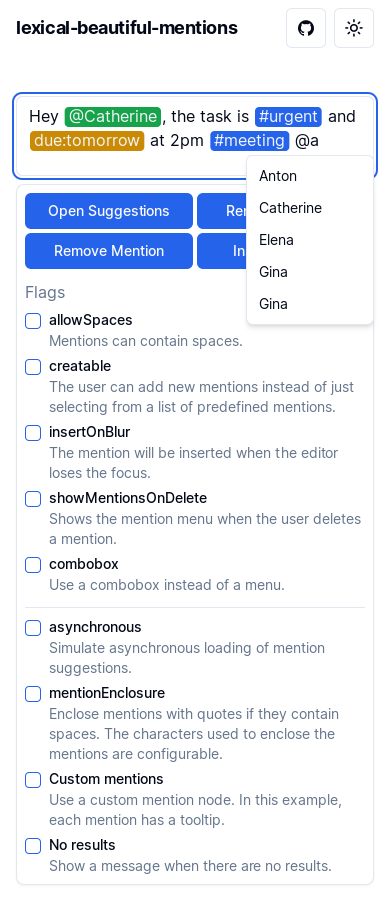 lexical-beautiful-mentions
Hey @Catherine, the task is #urgent and
due:tomorrow at 2pm #meeting @a
Anton
Catherine
Elena
Gina
Gina
Open Suggestions
Remove Mention
Flags
allowSpaces
Mentions can contain spaces.
creatable
The user can add new mentions instead of just
selecting from a list of predefined mentions.
insertOnBlur
The mention will be inserted when the editor
loses the focus.
showMentionsOnDelete
Shows the mention menu when the user deletes
a mention.
combobox
Use a combobox instead of a menu.
asynchronous
Simulate asynchronous loading of mention
suggestions.
mentionEnclosure
Enclose mentions with quotes if they contain
spaces. The characters used to enclose the
mentions are configurable.
Custom mentions
Use a custom mention node. In this example,
each mention has a tooltip.
No results
Show a message when there are no results.